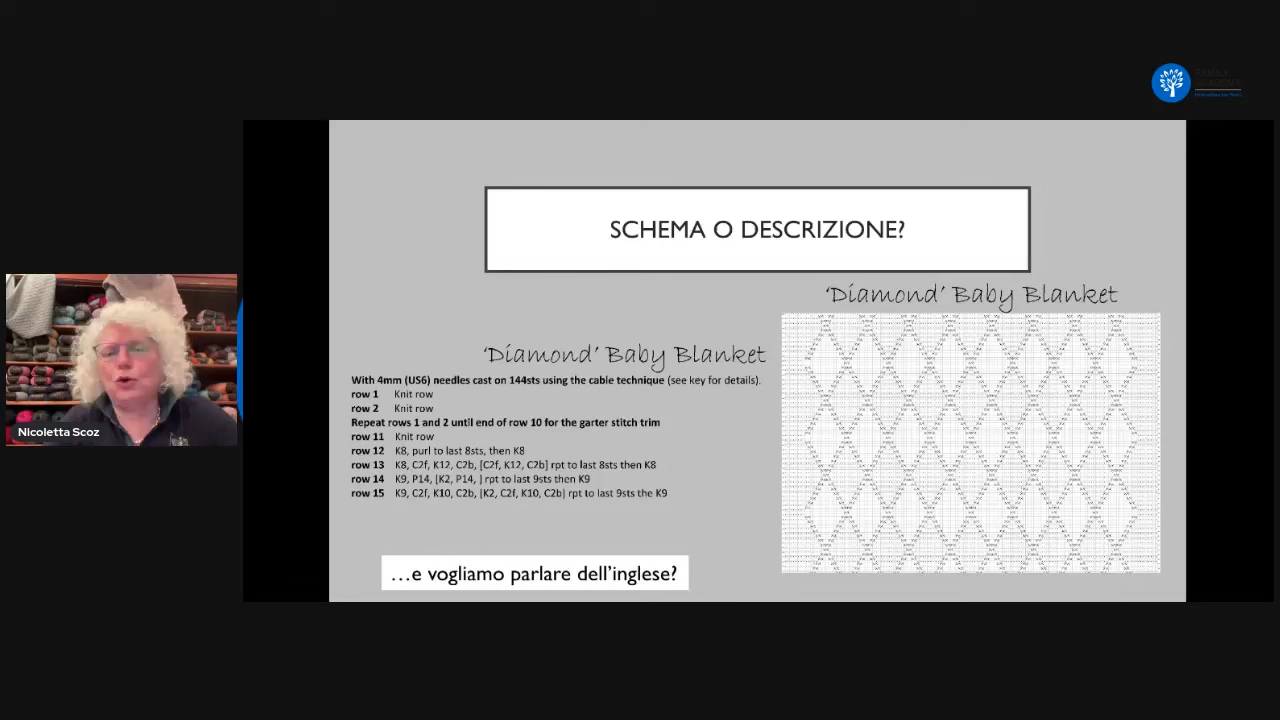 SCHEMA O DESCRIZIONE?
'Diamond' Baby Blanket
'Diamond' Baby Blanket
With 4mm (US6) needles cast on 144sts using the cable technique (see key for details).
row 1 Knit row
row 2 Knit row
Repeat rows 1 and 2 until end of row 10 for the garter stitch trim
row 11 Knit row
row 12 K8, purl to last 8sts, then K8
row 13 K8, C2f, K12, C2b, [C2f, K12, C2b] rpt to last 8sts then K8
row 14 K9, P14, [K2, P14, ] rpt to last 9sts then K9
row 15 K9, C2f, K10, C2b, [K2, C2f, K10, C2b] rpt to last 9sts the K9
Nicoletta Scoz
…e vogliamo parlare dell'inglese?